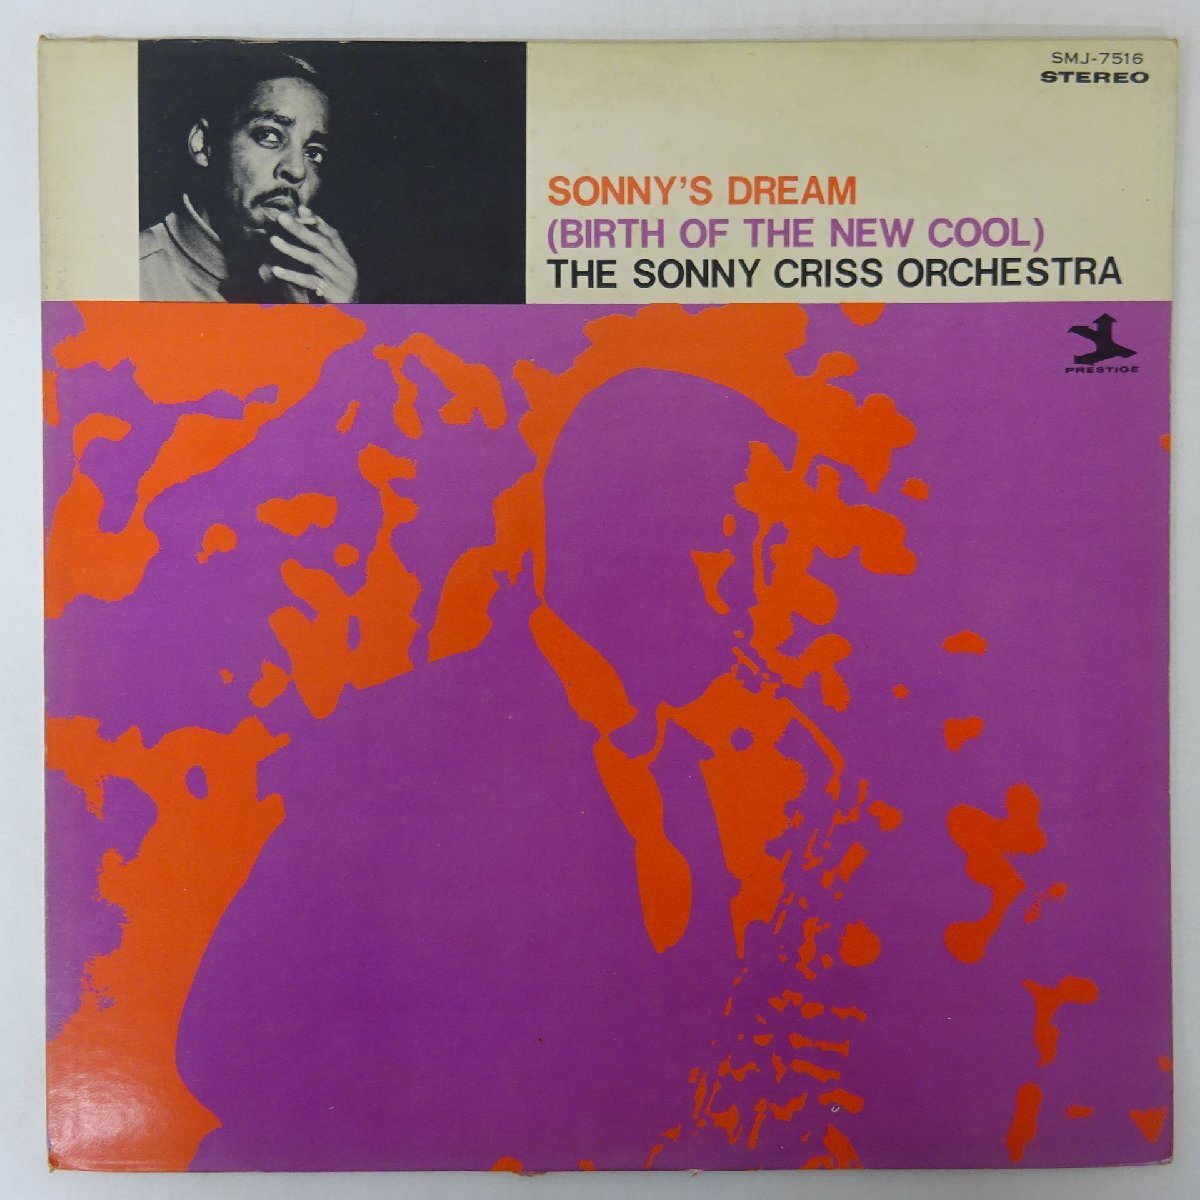 SMJ-7516
STEREO
SONNY'S DREAM
(BIRTH OF THE NEW COOL)
THE SONNY CRISS ORCHESTRA
PRESTIGE